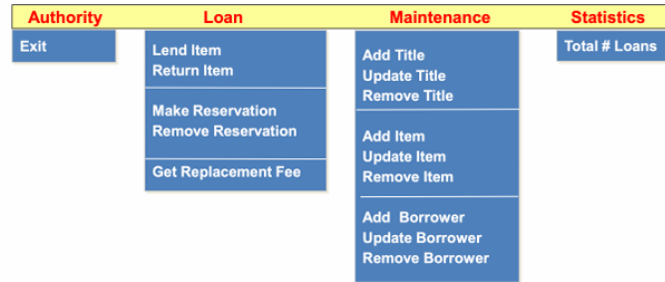 Authority Loan Maintenance Statistics
Exit
Lend Item
Return Item
Make Reservation
Remove Reservation
Get Replacement Fee
Add Title
Update Title
Remove Title
Add Item
Update Item
Remove Item
Add Borrower
Update Borrower
Remove Borrower
Total # Loans